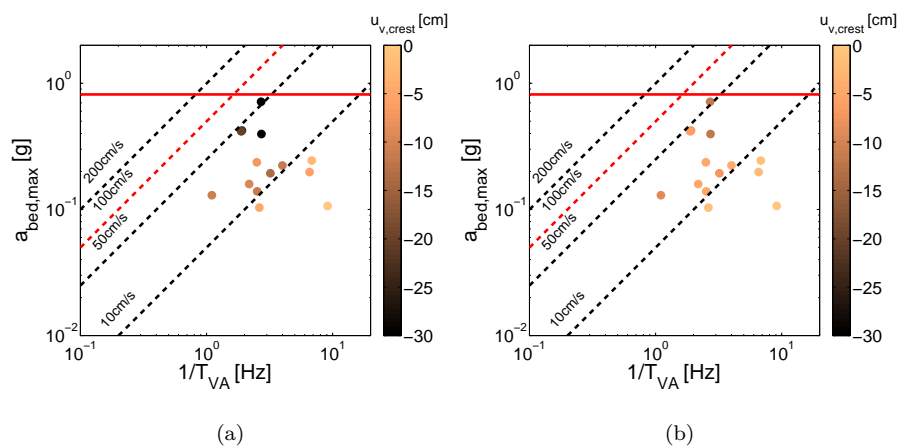 u_v,crest [cm]
a_bed,max [g]
10^0
10^-1
10^-2
200cm/s
100cm/s
50cm/s
10cm/s
10^-1
10^0
10^1
1/T_VA [Hz]
0
-5
-10
-15
-20
-25
-30
(a)
u_v,crest [cm]
a_bed,max [g]
10^0
10^-1
10^-2
200cm/s
100cm/s
50cm/s
10cm/s
10^-1
10^0
10^1
1/T_VA [Hz]
0
-5
-10
-15
-20
-25
-30
(b)